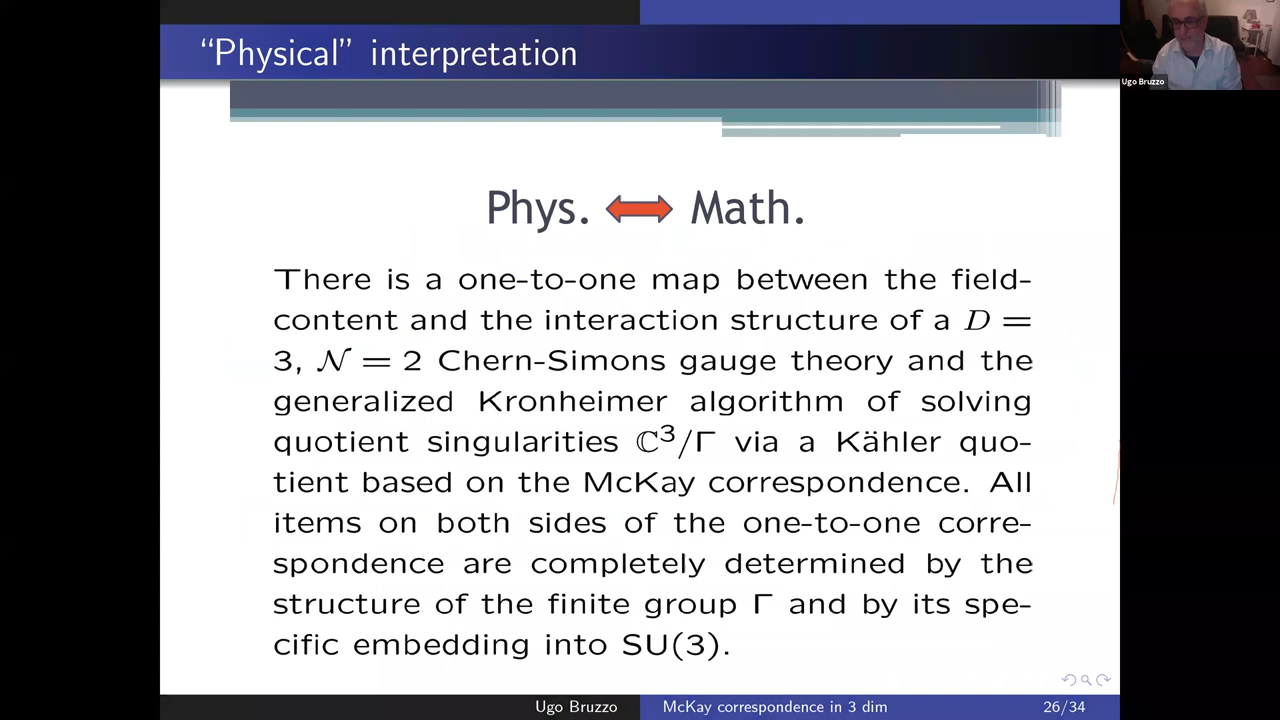 “Physical” interpretation
Ugo Bruzzo
Phys. Math.
There is a one-to-one map between the field-
content and the interaction structure of a D =
3, 𝒩 = 2 Chern-Simons gauge theory and the
generalized Kronheimer algorithm of solving
quotient singularities ℂ³/Γ via a Kähler quo-
tient based on the McKay correspondence. All
items on both sides of the one-to-one corre-
spondence are completely determined by the
structure of the finite group Γ and by its spe-
cific embedding into SU(3).
Ugo Bruzzo McKay correspondence in 3 dim 26/34